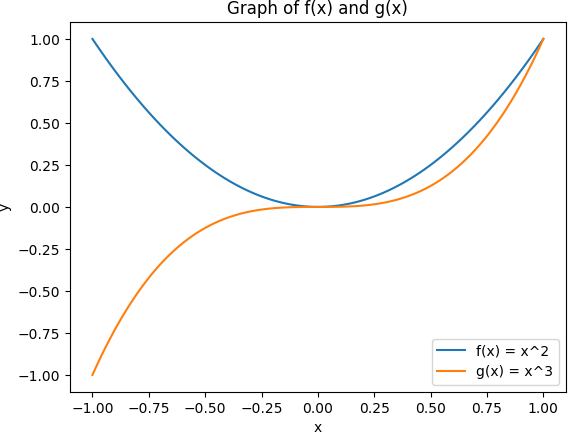 Graph of f(x) and g(x)
1.00
0.75
0.50
0.25
0.00
−0.25
−0.50
−0.75
−1.00
y
−1.00 −0.75 −0.50 −0.25 0.00 0.25 0.50 0.75 1.00
x
f(x) = x^2
g(x) = x^3